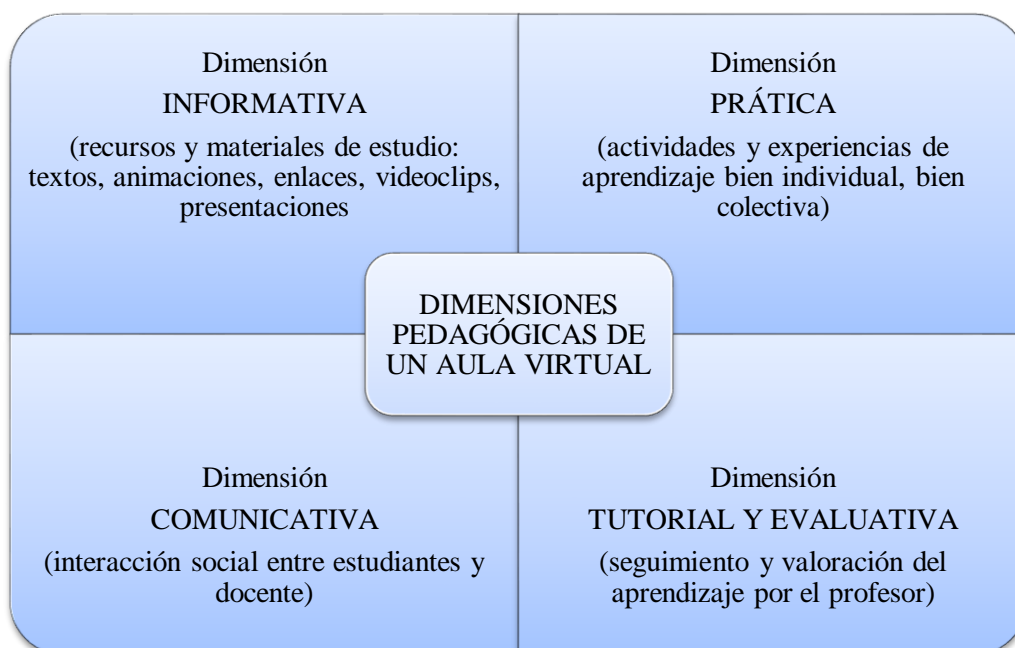 Dimensión
INFORMATIVA
(recursos y materiales de estudio:
textos, animaciones, enlaces, videoclips,
presentaciones
Dimensión
PRÁTICA
(actividades y experiencias de
aprendizaje bien individual, bien
colectiva)
DIMENSIONES
PEDAGÓGICAS DE
UN AULA VIRTUAL
Dimensión
COMUNICATIVA
(interacción social entre estudiantes y
docente)
Dimensión
TUTORIAL Y EVALUATIVA
(seguimiento y valoración del
aprendizaje por el profesor)